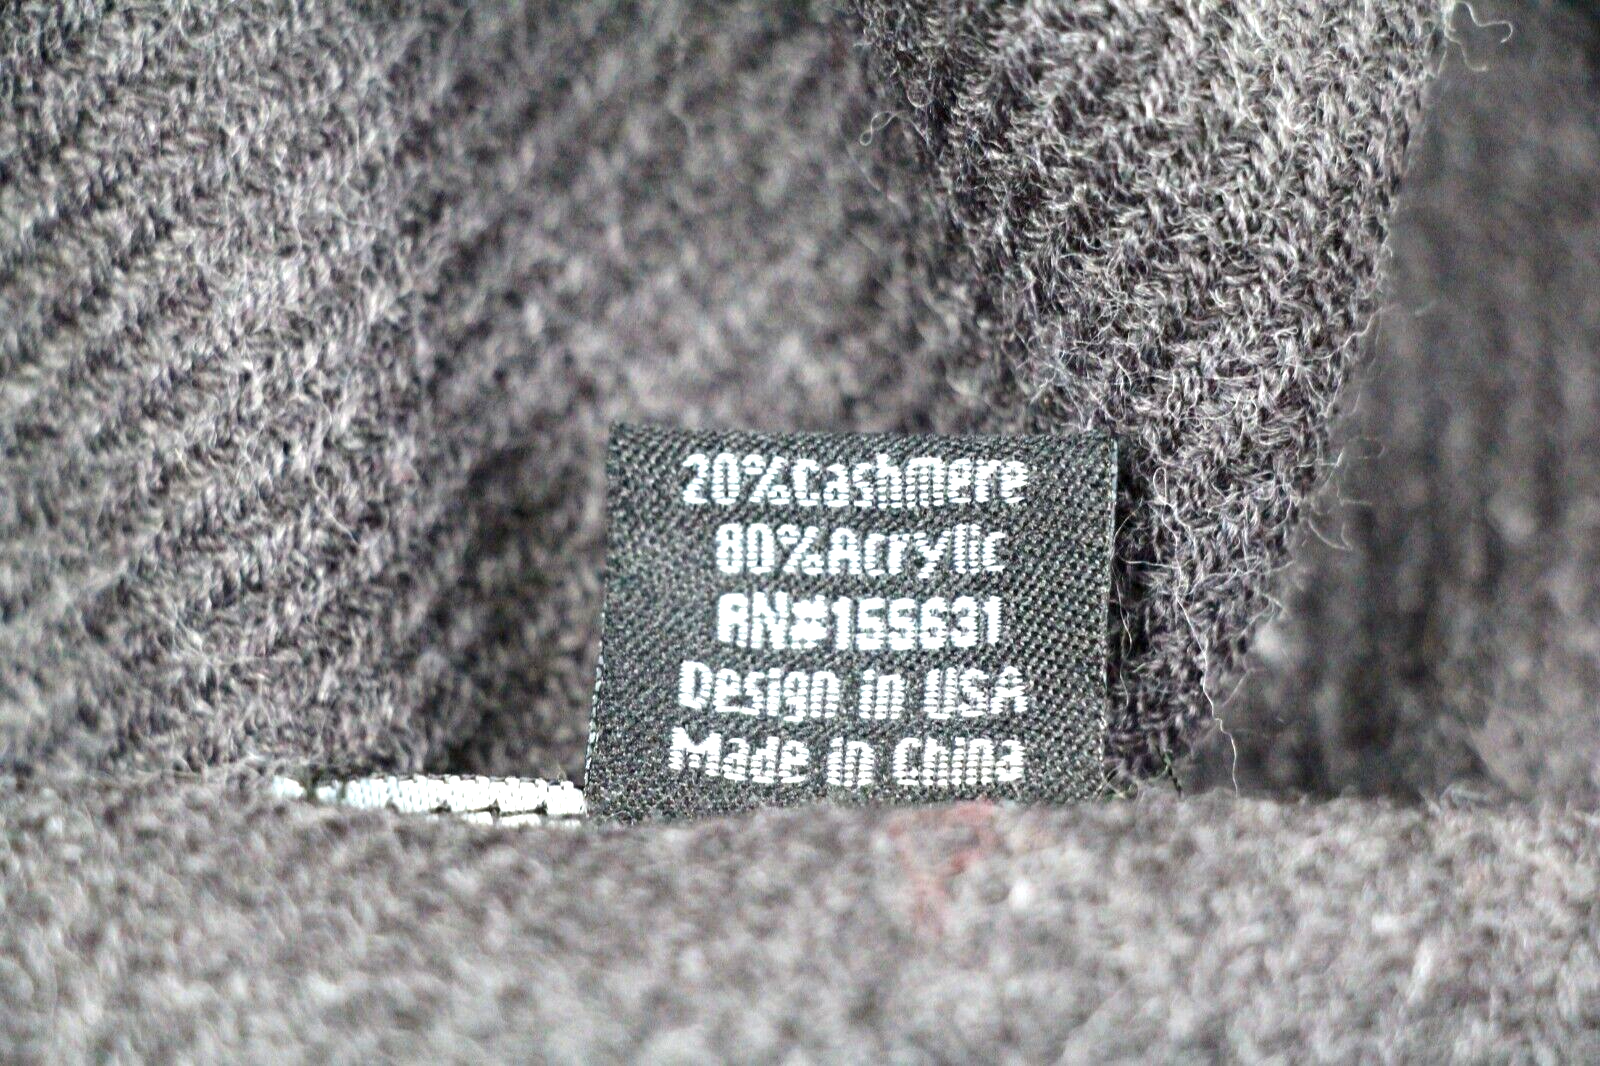 20%Cashmere
80%Acrylic
RN#155631
Design in USA
Made in China